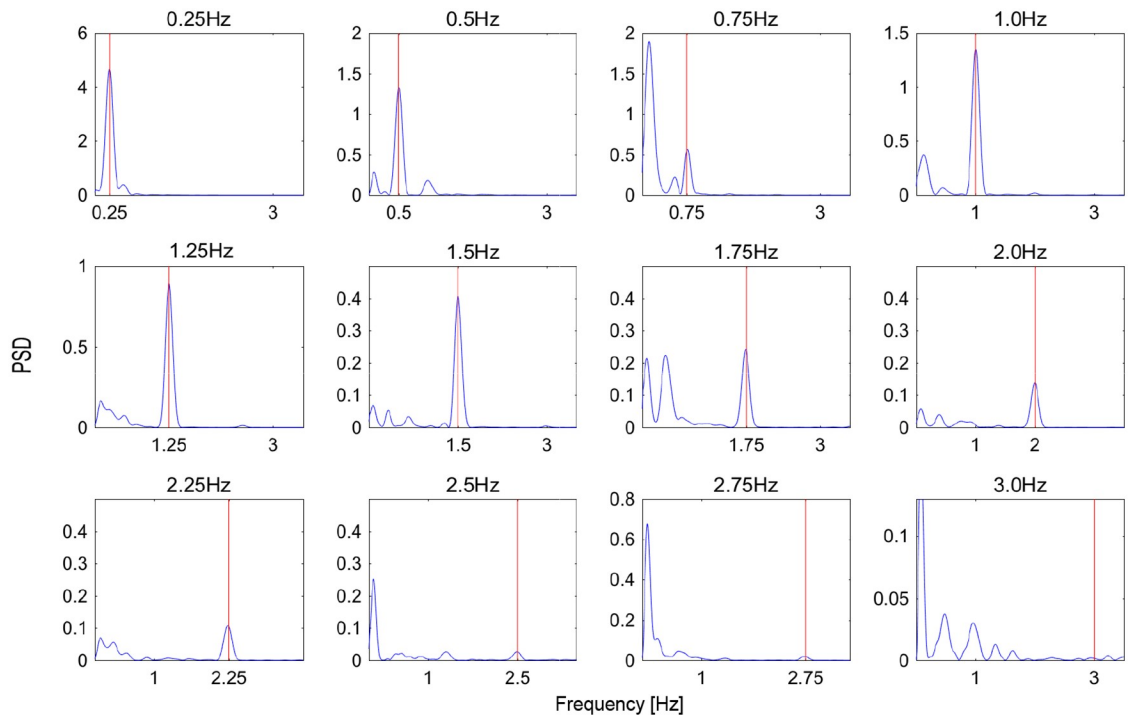 0.25Hz 0.5Hz 0.75Hz 1.0Hz
6 2 2 1.5
4 1.5 1.5 1
2 1 1 0.5
0 0.5 0.5 0
0 0
0.25 3 0.5 3 0.75 3 1 3
1.25Hz 1.5Hz 1.75Hz 2.0Hz
1 0.4 0.4 0.4
0.5 0.3 0.3 0.3
0 0.2 0.2 0.2
0.1 0.1 0.1
0 0 0
1.25 3 1.5 3 1.75 3 1 2
PSD
2.25Hz 2.5Hz 2.75Hz 3.0Hz
0.4 0.4 0.8 0.1
0.3 0.3 0.6 0.05
0.2 0.2 0.4 0
0.1 0.1 0.2
0 0 0
1 2.25 1 2.5 1 2.75 1 3
Frequency [Hz]